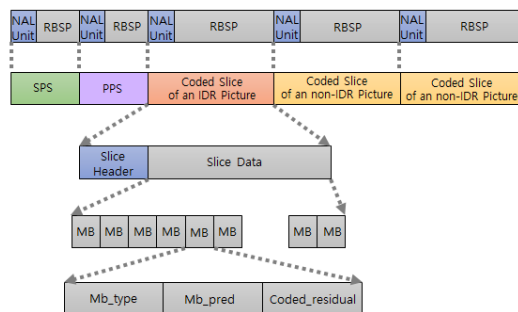 NAL Unit RBSP NAL Unit RBSP NAL Unit RBSP NAL Unit RBSP NAL Unit RBSP
SPS PPS Coded Slice of an IDR Picture Coded Slice of an non-IDR Picture Coded Slice of an non-IDR Picture
Slice Header Slice Data
MB MB MB MB MB MB MB MB
Mb_type Mb_pred Coded_residual